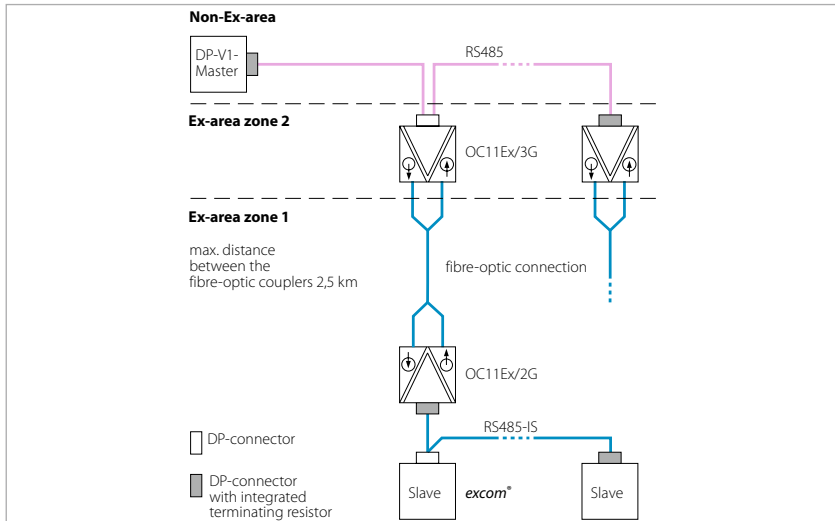 Non-Ex-area
DP-V1-
Master
RS485
Ex-area zone 2
OC11Ex/3G
Ex-area zone 1
max. distance
between the
fibre-optic couplers 2,5 km
fibre-optic connection
OC11Ex/2G
RS485-IS
DP-connector
DP-connector
with integrated
terminating resistor
Slave
excom®
Slave